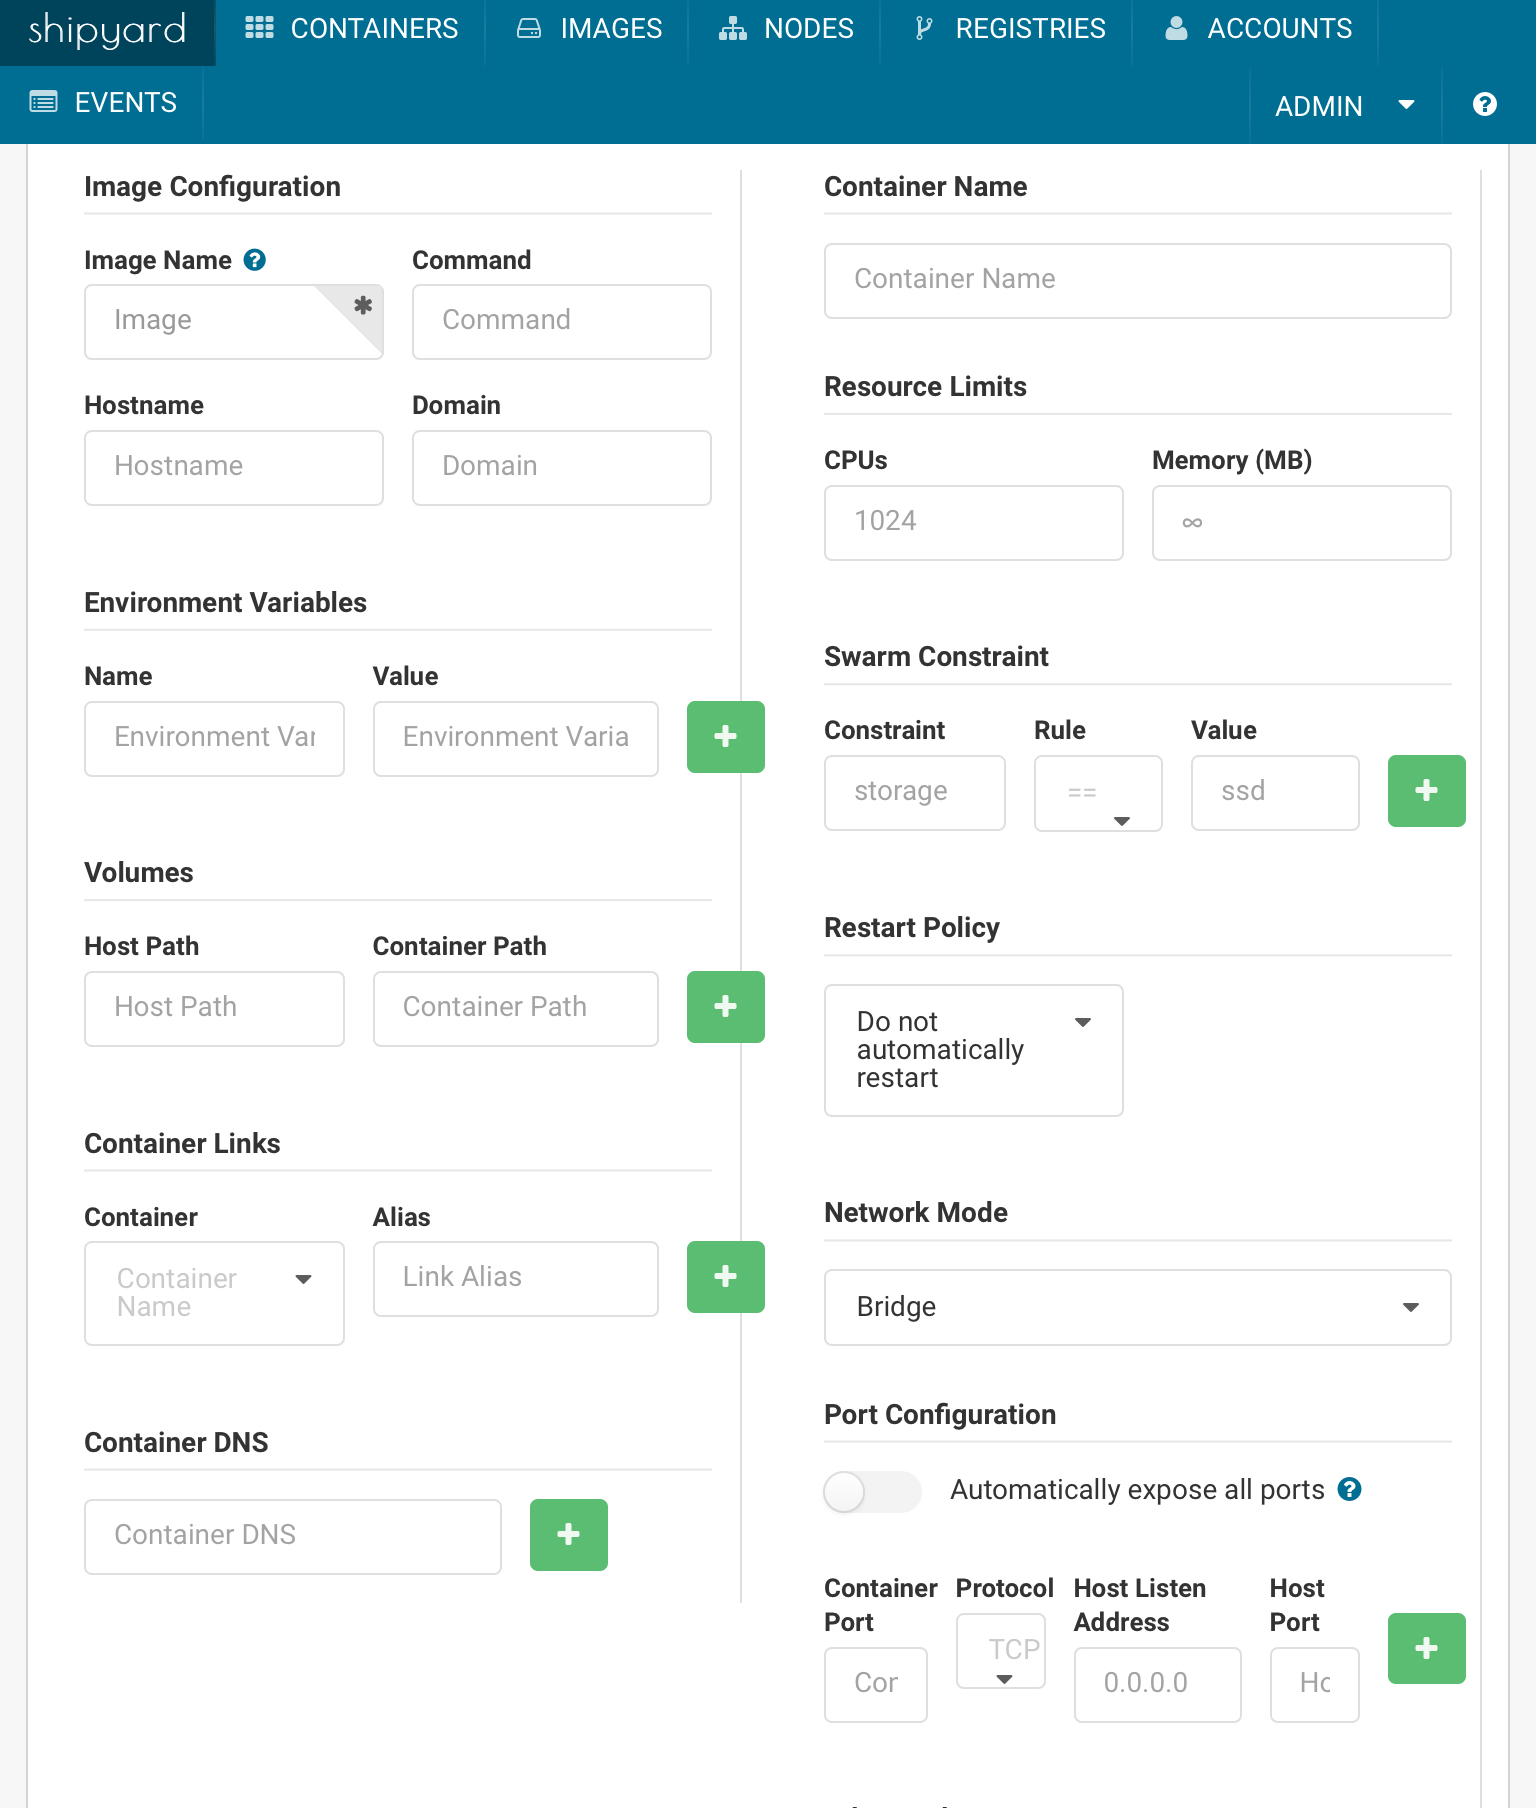 shipyard
CONTAINERS
IMAGES
NODES
REGISTRIES
ACCOUNTS
EVENTS
ADMIN
Image Configuration
Image Name
Command
Image
Command
Hostname
Domain
Hostname
Domain
Environment Variables
Name
Value
Environment Var
Environment Varia
Volumes
Host Path
Container Path
Host Path
Container Path
Container Links
Container
Alias
Container
Name
Link Alias
Container DNS
Container DNS
Container Name
Container Name
Resource Limits
CPUs
Memory (MB)
1024
∞
Swarm Constraint
Constraint
Rule
Value
storage
==
ssd
Restart Policy
Do not
automatically
restart
Network Mode
Bridge
Port Configuration
Automatically expose all ports
Container
Port
Protocol
Host Listen
Address
Host
Port
Cor
TCP
0.0.0.0
Ho